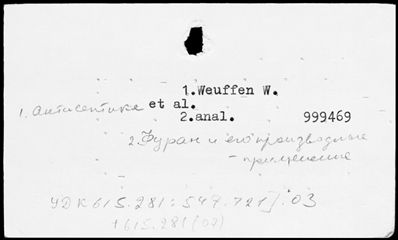 1.Weuffen W.
1. Антисептика et al.
2.anal. 999469
2. Фуран и его производные
- применение
УДК 615.281:547.721].03
+615.281(02)